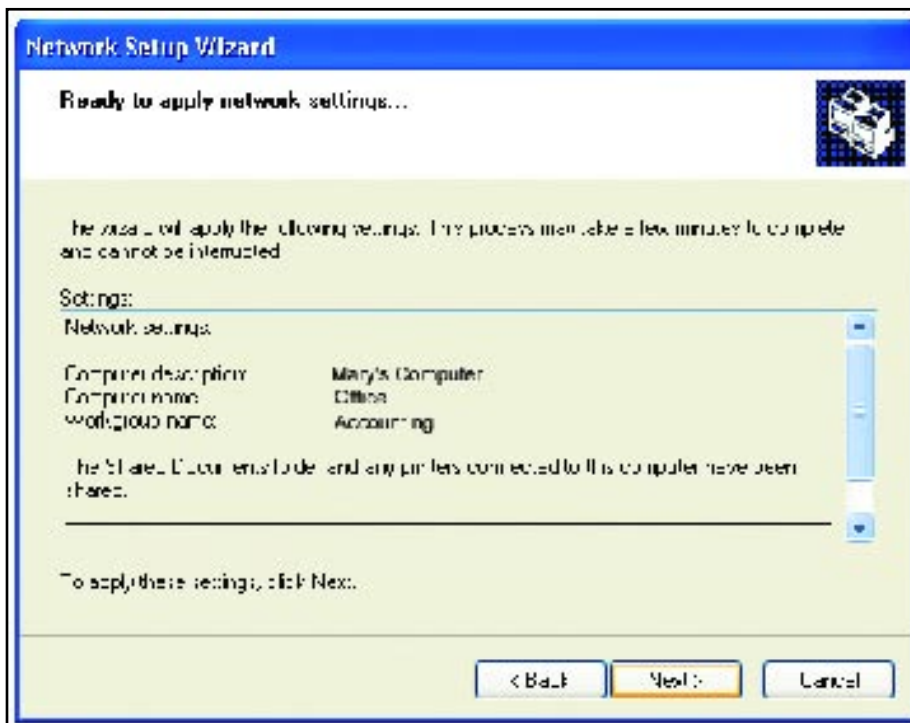 Network Setup Wizard
Ready to apply network settings...
The wizard will apply the following settings. This process may take a few minutes to complete
and cannot be interrupted.
Settings:
Network settings:
Computer description: Mary's Computer
Computer name: Office
Workgroup name: Accounting
The Shared Documents folder and any printers connected to this computer have been
shared.
To apply these settings, click Next.
< Back Next > Cancel